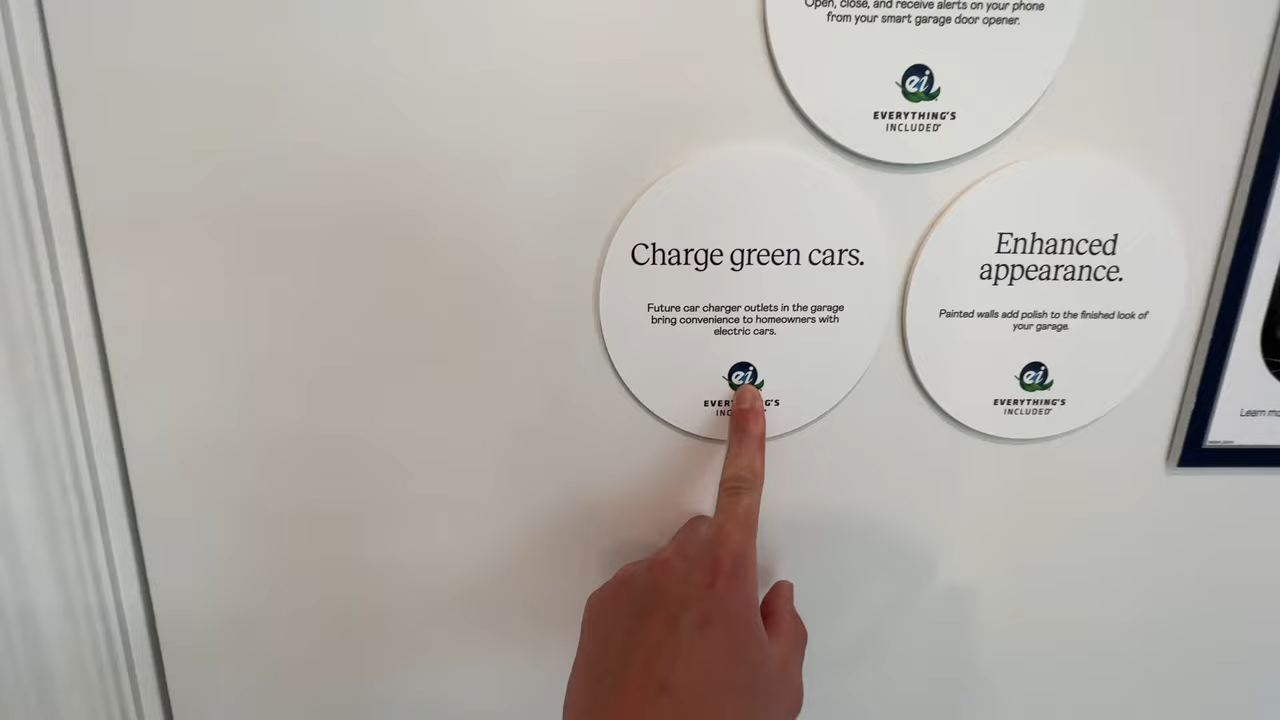 Open, close, and receive alerts on your phone
from your smart garage door opener.
ei
EVERYTHING'S
INCLUDED
Charge green cars.
Future car charger outlets in the garage
bring convenience to homeowners with
electric cars.
ei
Enhanced
appearance.
Painted walls add polish to the finished look of
your garage.
ei
EVERYTHING'S
INCLUDED
Learn